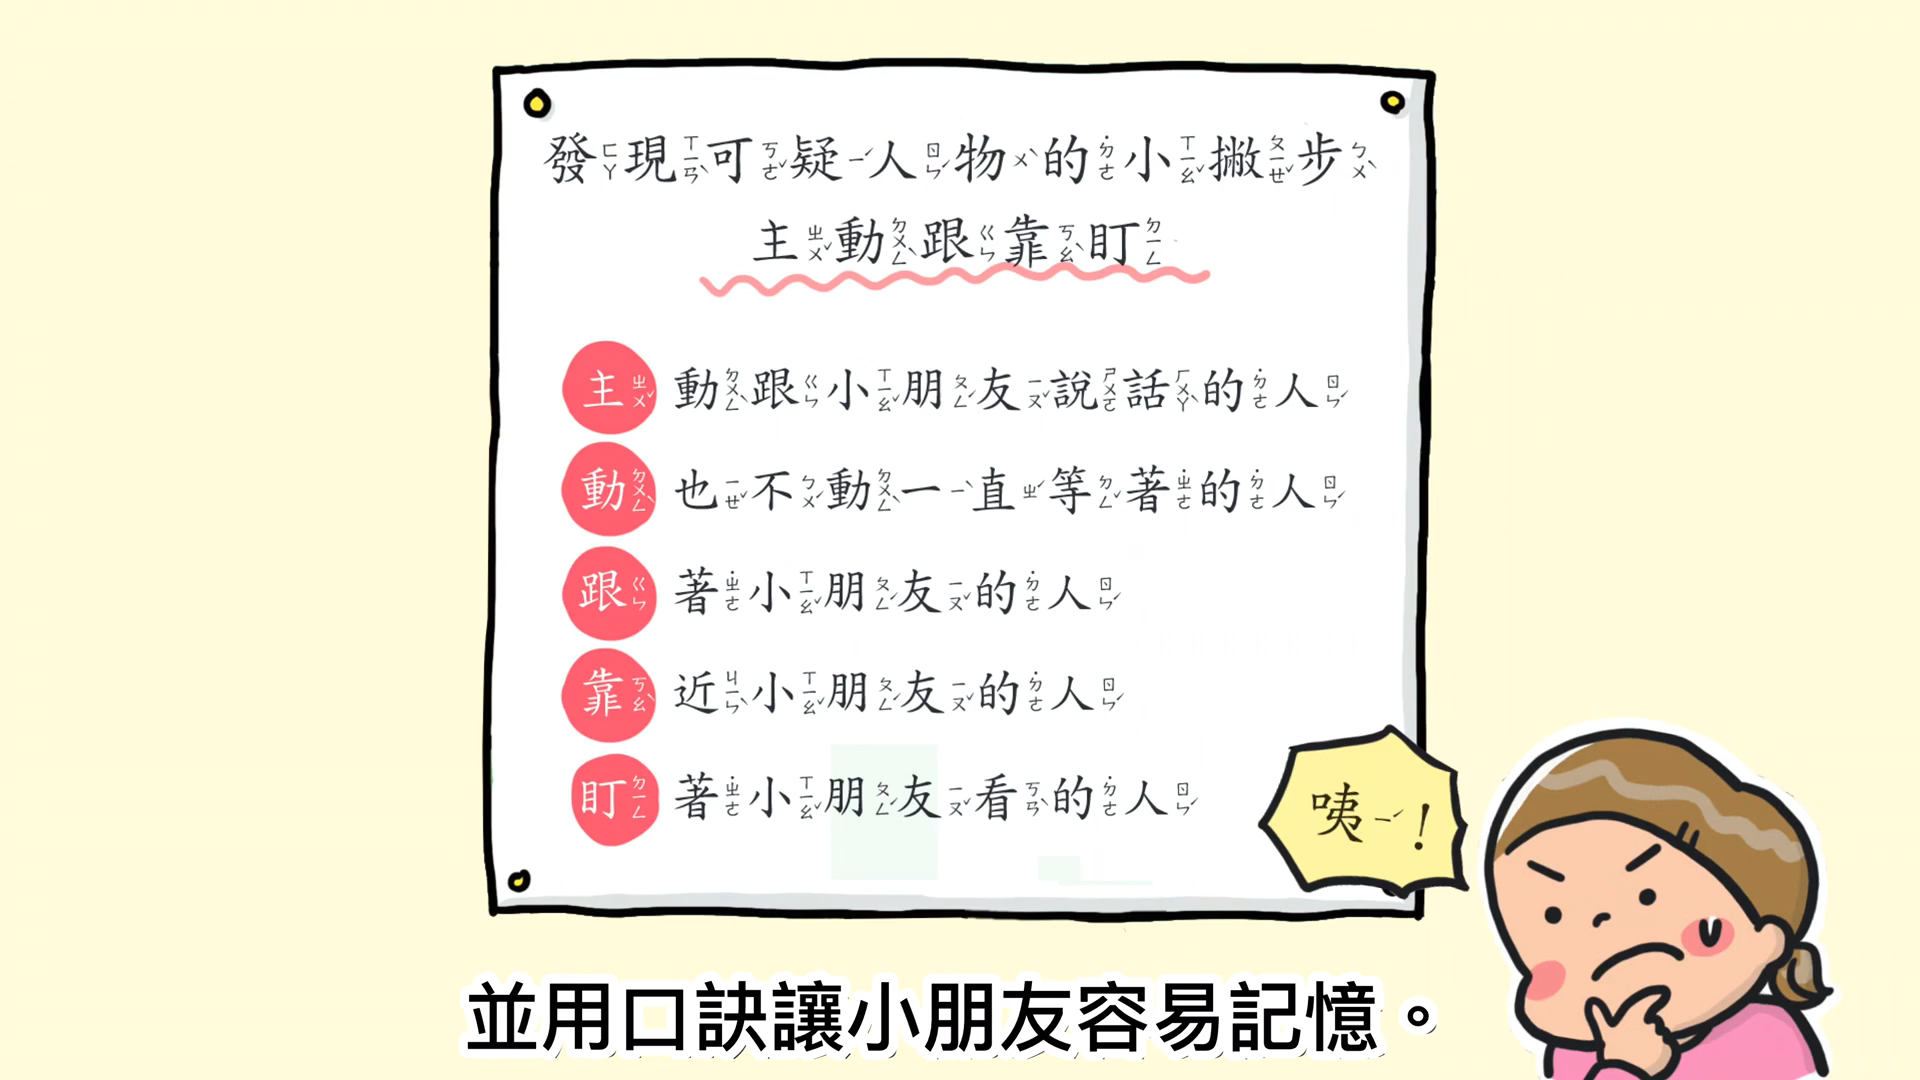 發現可疑人物的小撇步
主動跟靠盯
主動跟小朋友說話的人
動也不動一直等著的人
跟著小朋友的人
靠近小朋友的人
盯著小朋友看的人
咦!
並用口訣讓小朋友容易記憶。